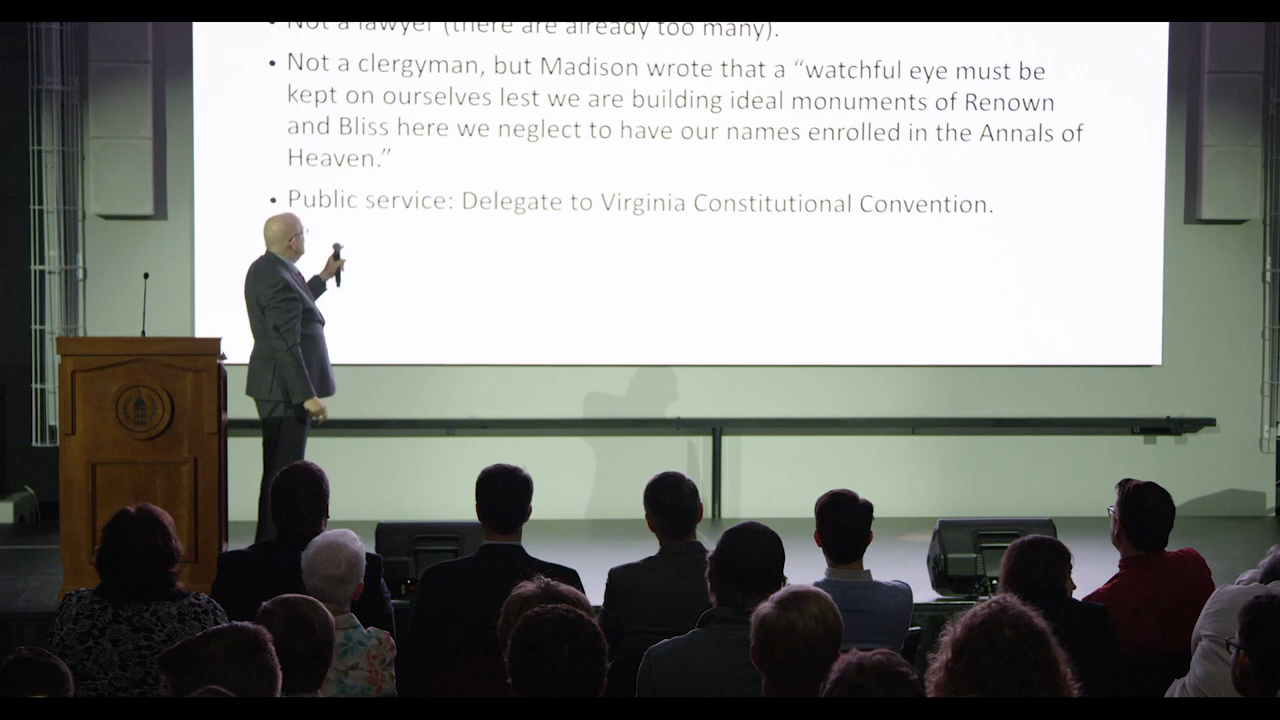 • Not a lawyer (there are already too many).
• Not a clergyman, but Madison wrote that a “watchful eye must be
kept on ourselves lest we are building ideal monuments of Renown
and Bliss here we neglect to have our names enrolled in the Annals of
Heaven.”
• Public service: Delegate to Virginia Constitutional Convention.